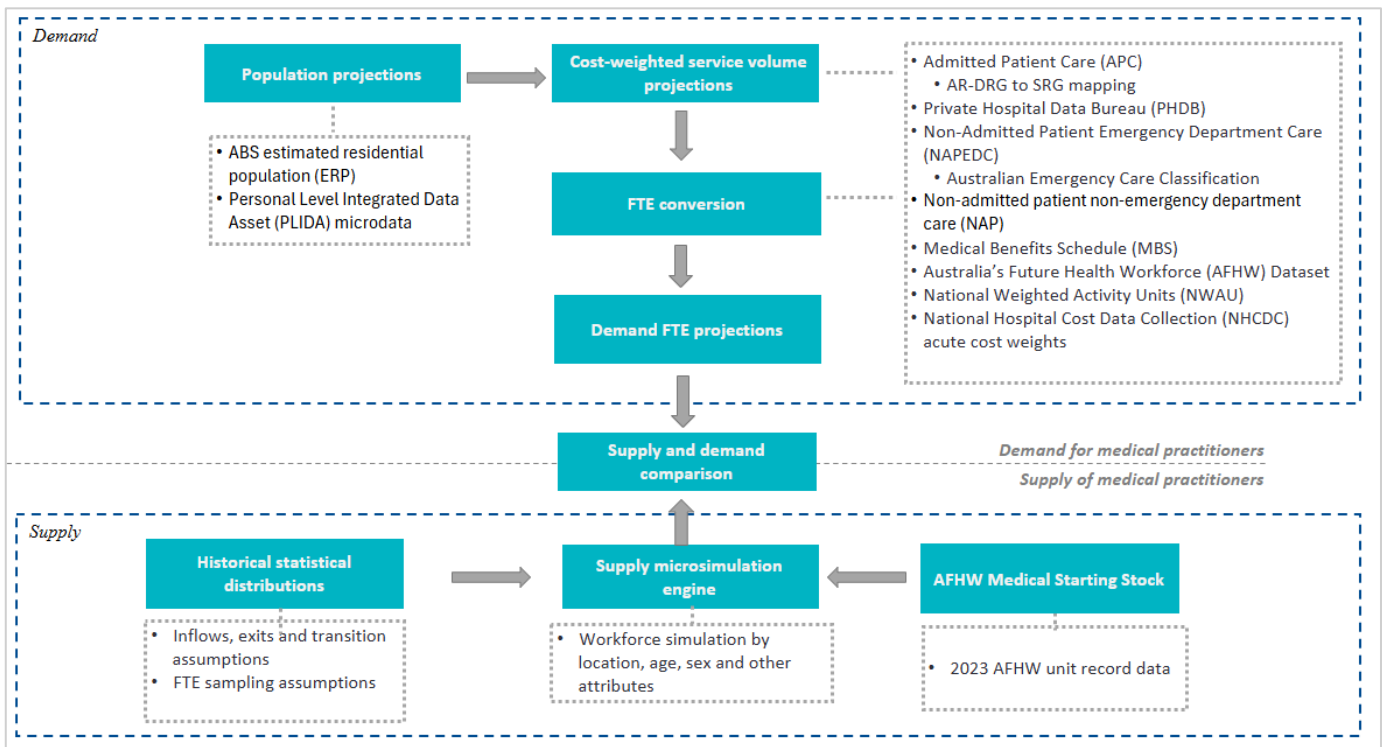 Demand
Population projections
Cost-weighted service volume
projections
• Admitted Patient Care (APC)
• AR-DRG to SRG mapping
• Private Hospital Data Bureau (PHDB)
• Non-Admitted Patient Emergency Department Care
(NAPEDC)
• Australian Emergency Care Classification
• Non-admitted patient non-emergency department
care (NAP)
• Medical Benefits Schedule (MBS)
• Australia's Future Health Workforce (AFHW) Dataset
• National Weighted Activity Units (NWAU)
• National Hospital Cost Data Collection (NHCDC)
acute cost weights
• ABS estimated residential
population (ERP)
• Personal Level Integrated Data
Asset (PLIDA) microdata
FTE conversion
Demand FTE projections
Supply and demand
comparison
Demand for medical practitioners
Supply of medical practitioners
Supply
Historical statistical
distributions
Supply microsimulation
engine
AFHW Medical Starting Stock
• Inflows, exits and transition
assumptions
• FTE sampling assumptions
• Workforce simulation by
location, age, sex and other
attributes
• 2023 AFHW unit record data